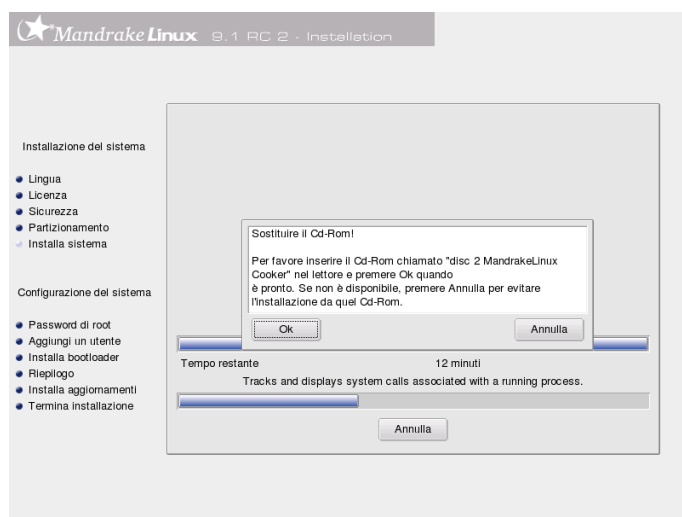 Mandrake Linux 9.1 RC 2 - Installation
Installazione del sistema
Lingua
Licenza
Sicurezza
Partizionamento
Installa sistema
Configurazione del sistema
Password di root
Aggiungi un utente
Installa bootloader
Riepilogo
Installa aggiornamenti
Termina installazione
Sostituire il Cd-Rom!
Per favore inserire il Cd-Rom chiamato "disc 2 MandrakeLinux
Cooker" nel lettore e premere Ok quando
è pronto. Se non è disponibile, premere Annulla per evitare
l'installazione da quel Cd-Rom.
Ok
Annulla
Tempo restante
12 minuti
Tracks and displays system calls associated with a running process.
Annulla